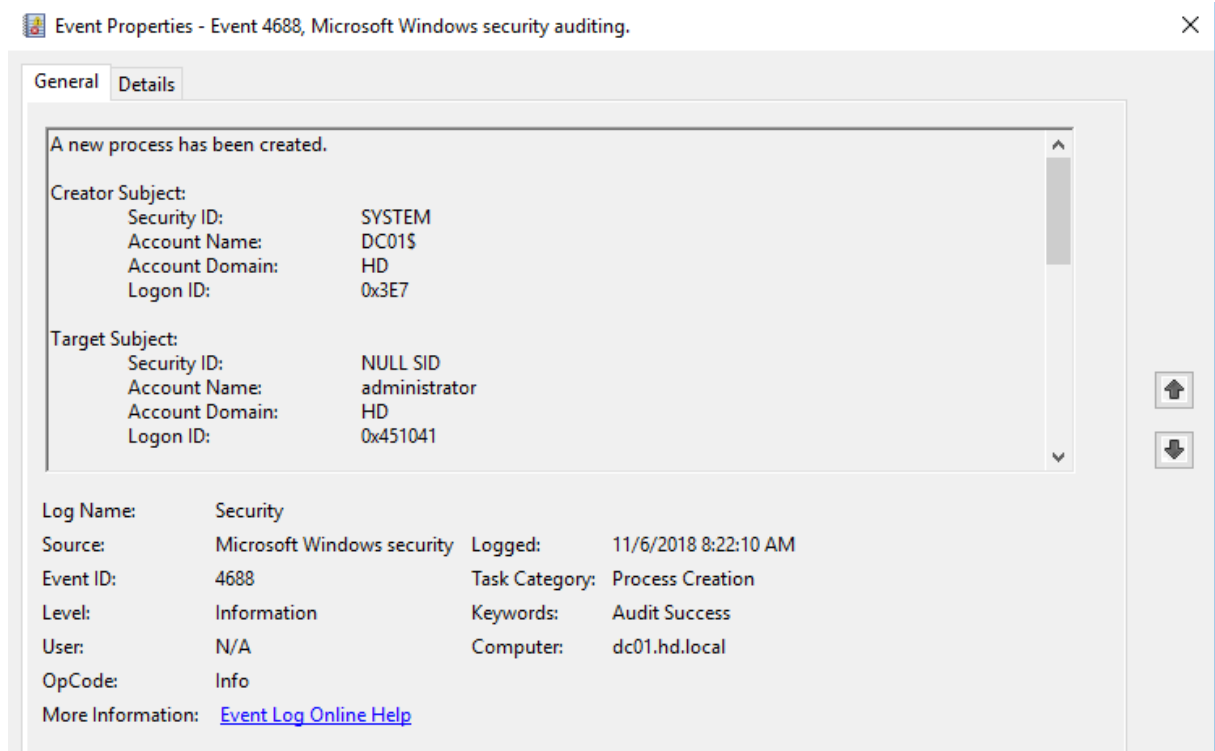 Event Properties - Event 4688, Microsoft Windows security auditing.
General Details
A new process has been created.
Creator Subject:
Security ID: SYSTEM
Account Name: DC01$
Account Domain: HD
Logon ID: 0x3E7
Target Subject:
Security ID: NULL SID
Account Name: administrator
Account Domain: HD
Logon ID: 0x451041
Log Name: Security
Source: Microsoft Windows security Logged: 11/6/2018 8:22:10 AM
Event ID: 4688 Task Category: Process Creation
Level: Information Keywords: Audit Success
User: N/A Computer: dc01.hd.local
OpCode: Info
More Information: Event Log Online Help